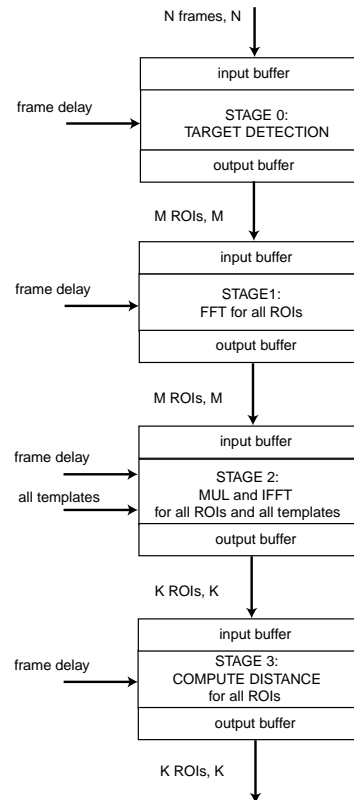 N frames, N
input buffer
frame delay
STAGE 0:
TARGET DETECTION
output buffer
M ROIs, M
input buffer
frame delay
STAGE1:
FFT for all ROIs
output buffer
M ROIs, M
input buffer
frame delay
all templates
STAGE 2:
MUL and IFFT
for all ROIs and all templates
output buffer
K ROIs, K
input buffer
frame delay
STAGE 3:
COMPUTE DISTANCE
for all ROIs
output buffer
K ROIs, K